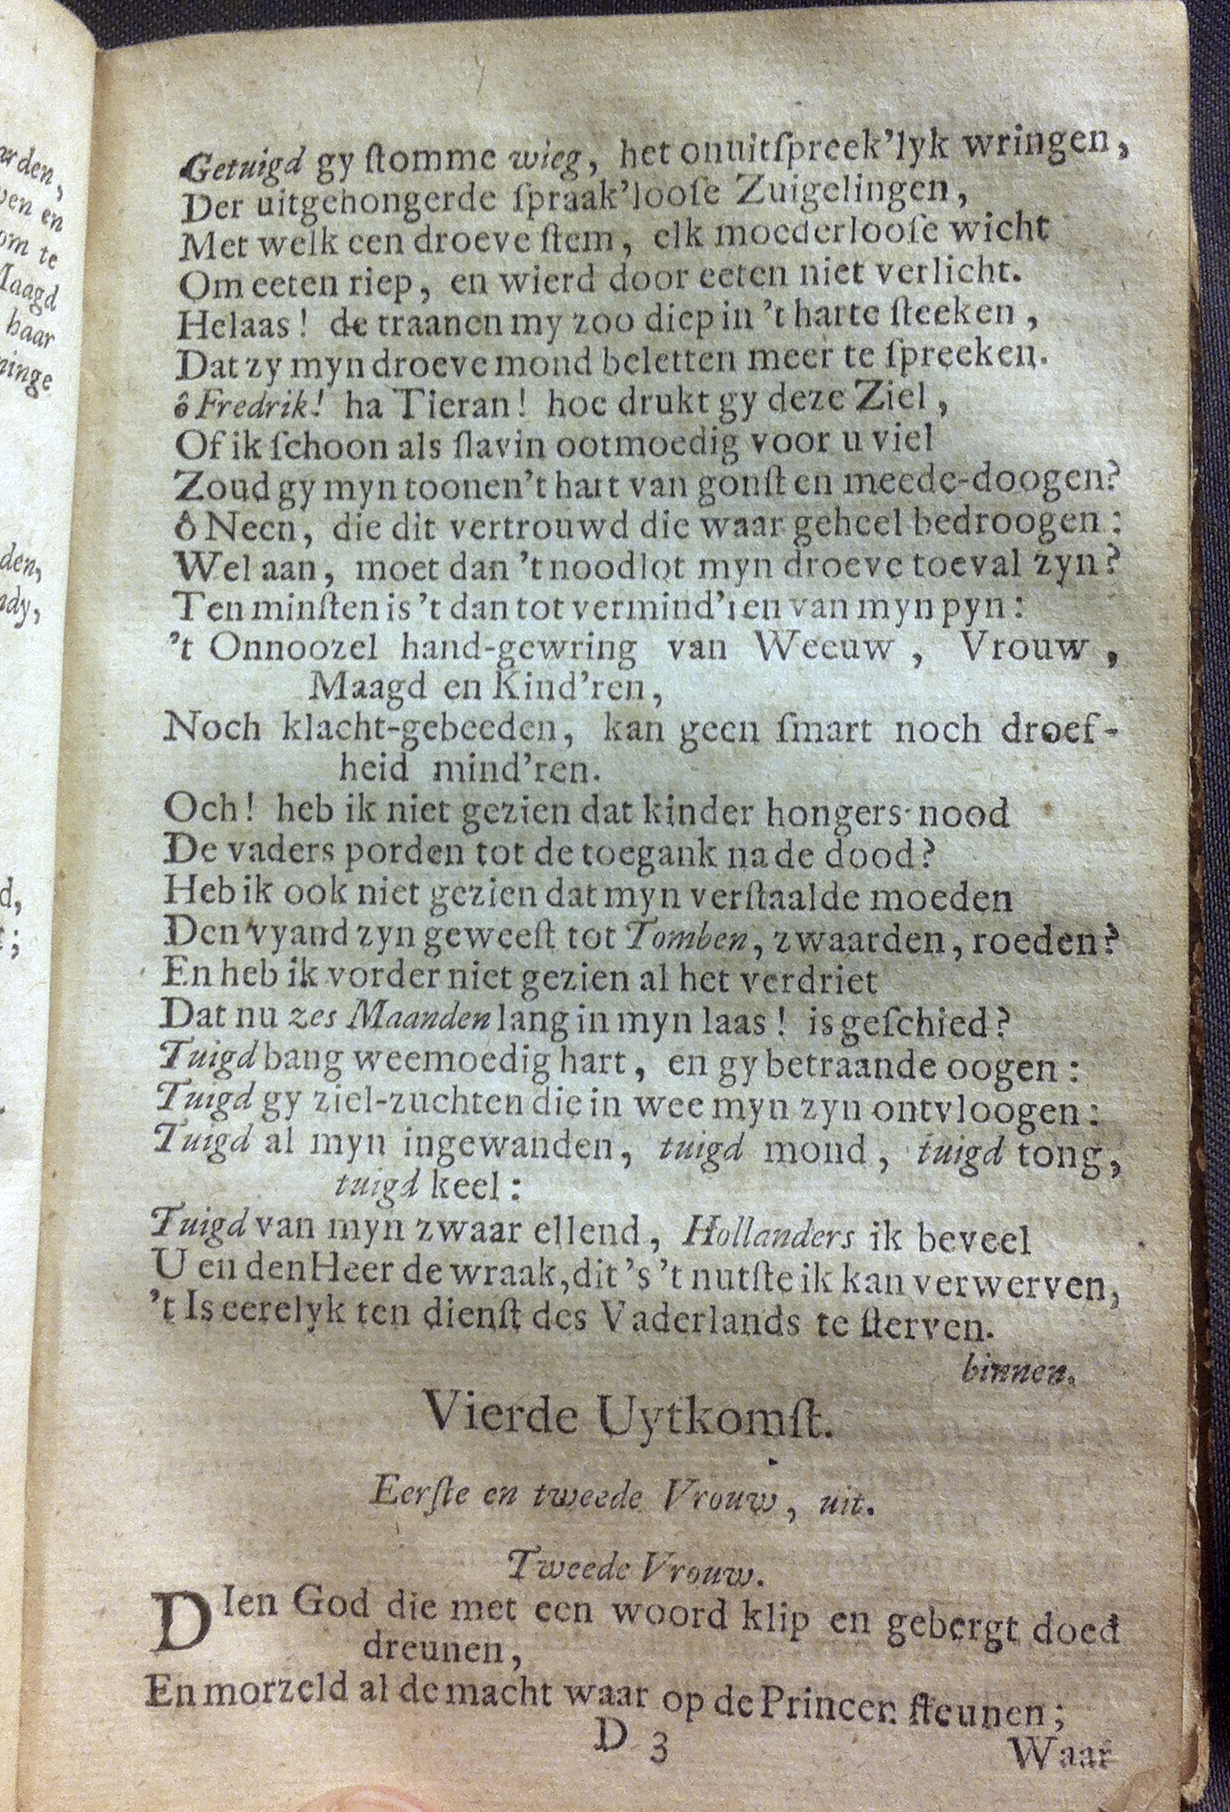 arden,
ven en
om te
Maagd
haar
ninge
den,
ndy,
d,
t;
Getuigd gy ſtomme wieg, het onuitſpreek'lyk wringen,
Der uitgehongerde ſpraak'looſe Zuigelingen,
Met welk een droeve ſtem, elk moederlooſe wicht
Om eeten riep, en wierd door eeten niet verlicht.
Helaas! de traanen my zoo diep in 't harte ſteeken,
Dat zy myn droeve mond beletten meer te ſpreeken.
ô Fredrik! ha Tieran! hoe drukt gy deze Ziel,
Of ik ſchoon als ſlavin ootmoedig voor u viel
Zoud gy myn toonen 't hart van gonſt en meede-doogen?
ô Neen, die dit vertrouwd die waar geheel bedroogen:
Wel aan, moet dan 't noodlot myn droeve toeval zyn?
Ten minſten is 't dan tot vermind'ren van myn pyn:
't Onnoozel hand-gewring van Weeuw, Vrouw,
Maagd en Kind'ren,
Noch klacht-gebeeden, kan geen ſmart noch droef-
heid mind'ren.
Och! heb ik niet gezien dat kinder hongers-nood
De vaders porden tot de toegank na de dood?
Heb ik ook niet gezien dat myn verſtaalde moeden
Den vyand zyn geweeſt tot Tomben, zwaarden, roeden?
En heb ik vorder niet gezien al het verdriet
Dat nu zes Maanden lang in myn laas! is geſchied?
Tuigd bang weemoedig hart, en gy betraande oogen:
Tuigd gy ziel-zuchten die in wee myn zyn ontvloogen:
Tuigd al myn ingewanden, tuigd mond, tuigd tong,
tuigd keel:
Tuigd van myn zwaar ellend, Hollanders ik beveel
U en den Heer de wraak, dit 's 't nutſte ik kan verwerven,
't Is eerelyk ten dienſt des Vaderlands te ſterven.
binnen.
Vierde Uytkomſt.
Eerſte en tweede Vrouw, uit.
Tweede Vrouw.
DIen God die met een woord klip en gebergt doed
dreunen,
En morzeld al de macht waar op de Princen ſteunen;
D 3
Waar